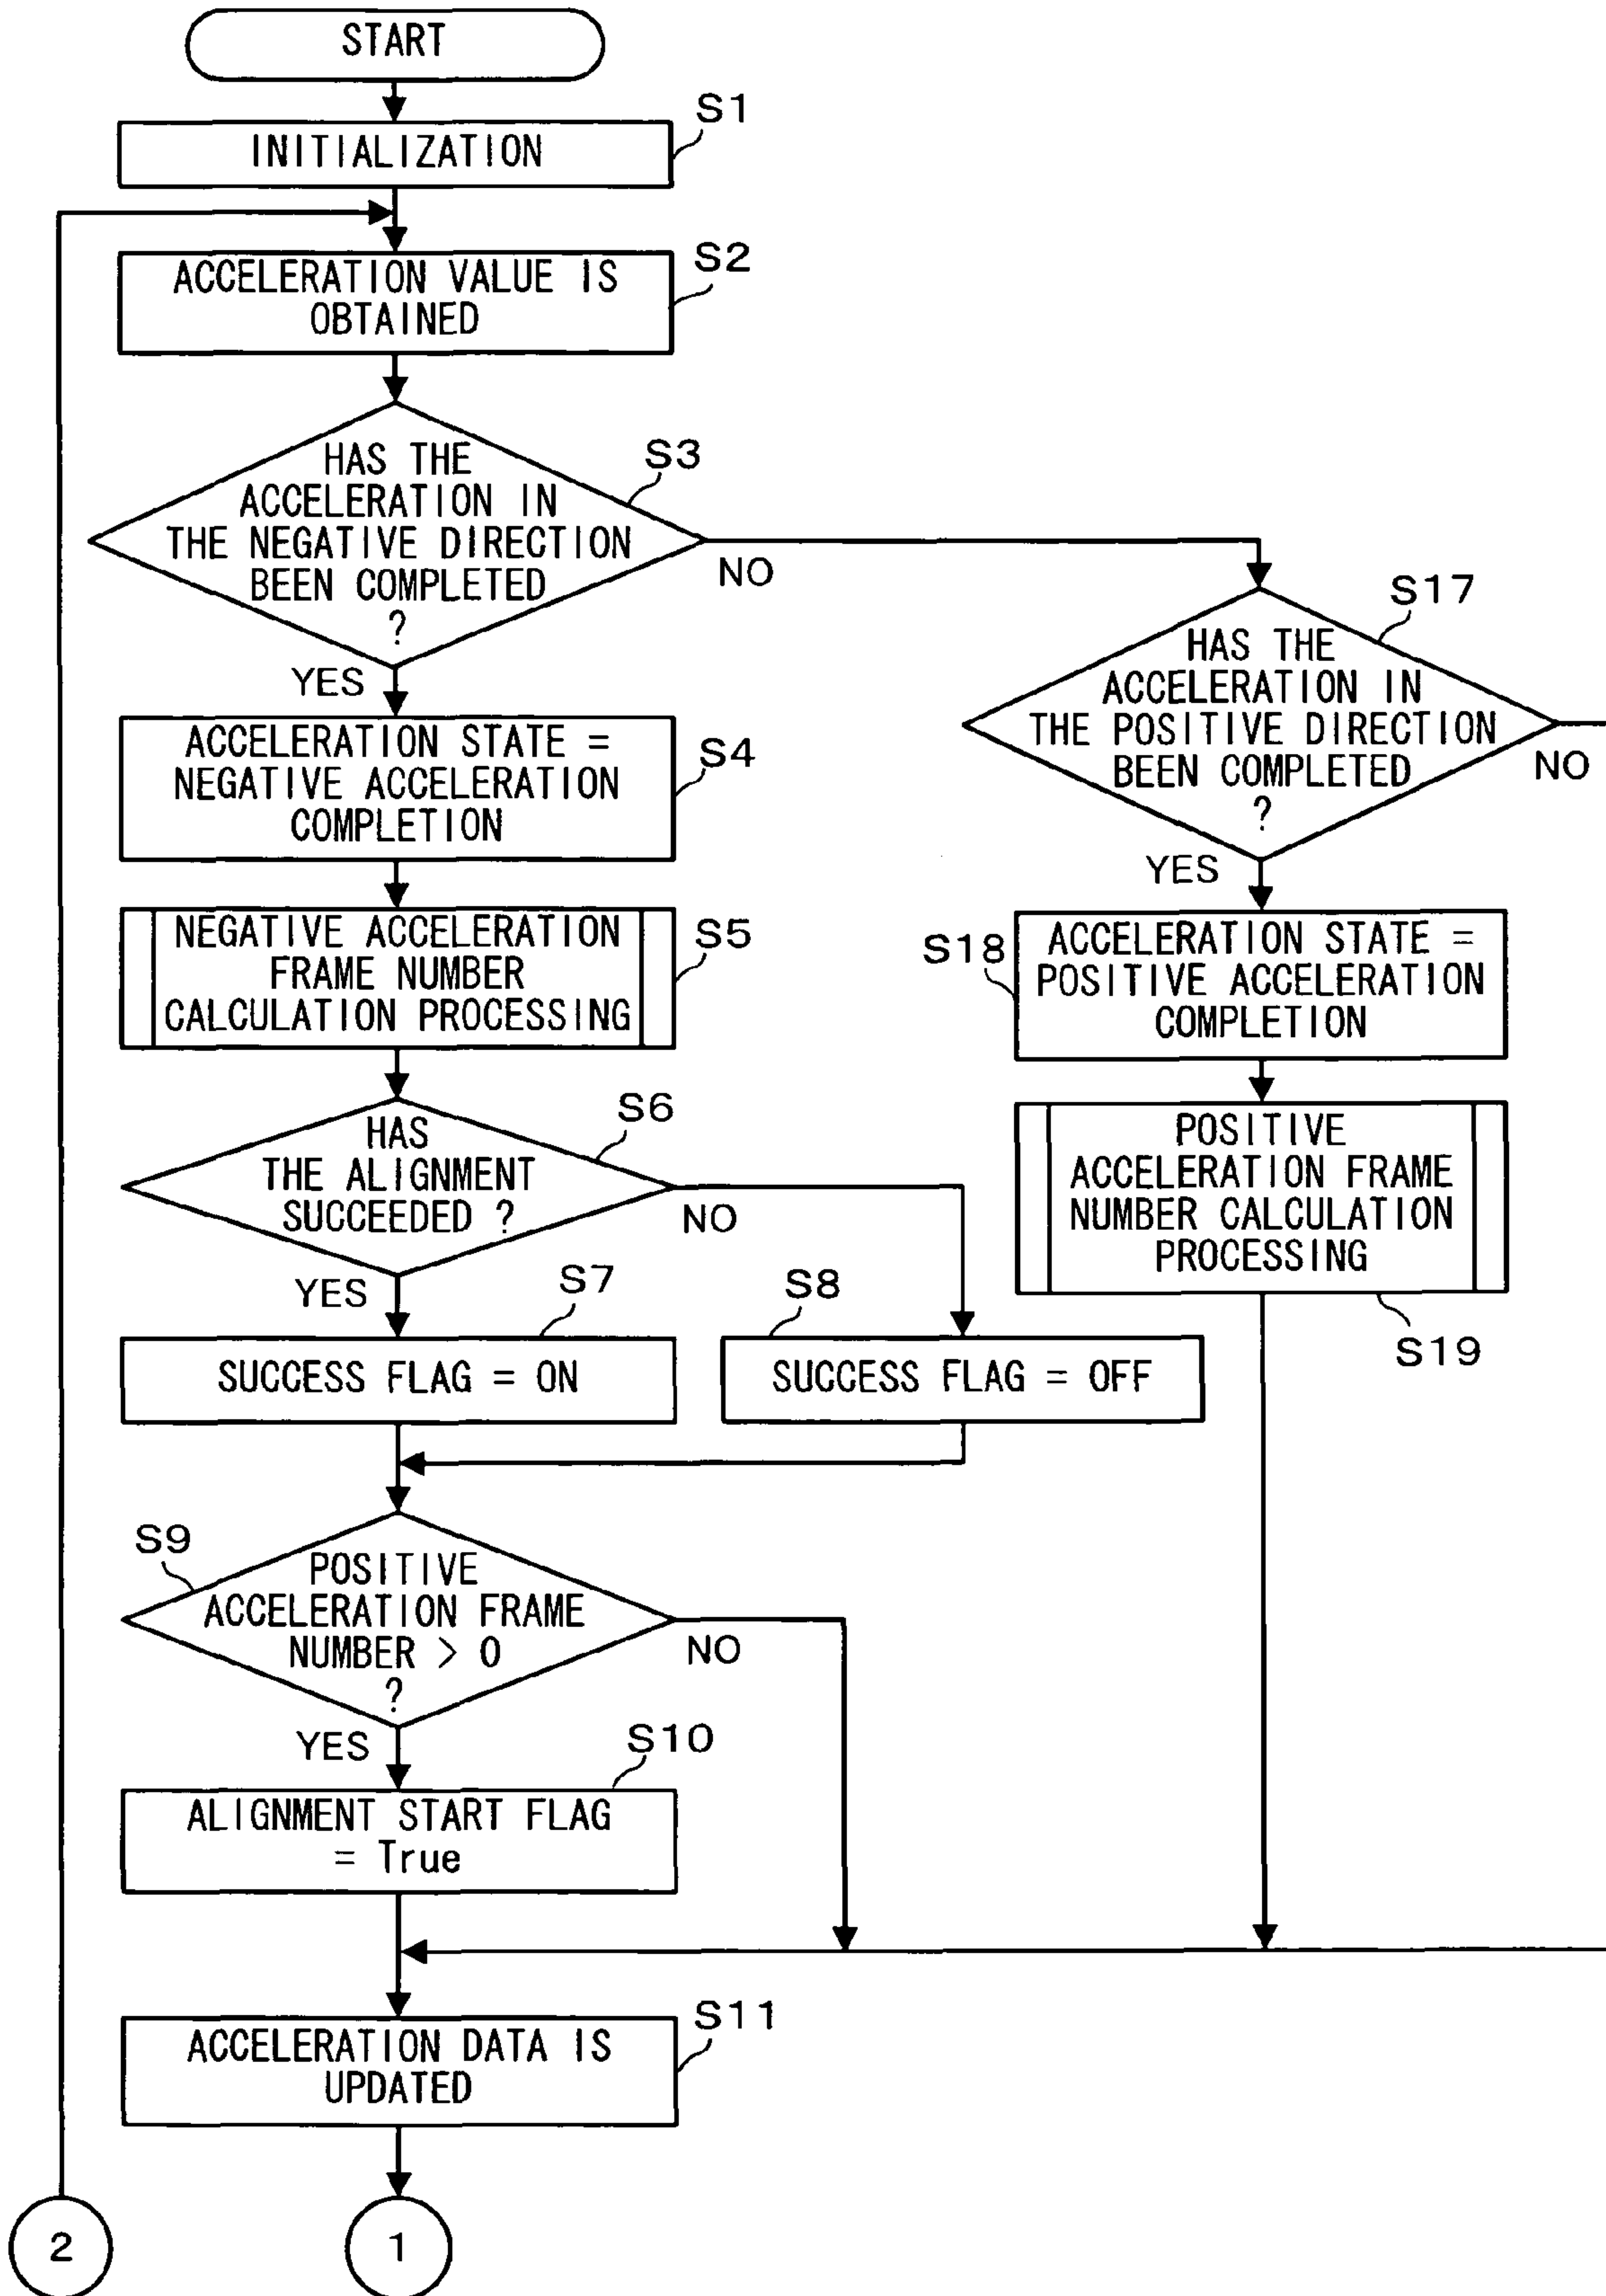 START
S1
INITIALIZATION
S2
ACCELERATION VALUE IS
OBTAINED
S3
HAS THE
ACCELERATION IN
THE NEGATIVE DIRECTION
BEEN COMPLETED
?
NO
YES
S17
HAS THE
ACCELERATION IN
THE POSITIVE DIRECTION
BEEN COMPLETED
?
NO
YES
S4
ACCELERATION STATE =
NEGATIVE ACCELERATION
COMPLETION
S5
NEGATIVE ACCELERATION
FRAME NUMBER
CALCULATION PROCESSING
S18
ACCELERATION STATE =
POSITIVE ACCELERATION
COMPLETION
S6
HAS
THE ALIGNMENT
SUCCEEDED ?
NO
YES
POSITIVE
ACCELERATION FRAME
NUMBER CALCULATION
PROCESSING
S19
S7
SUCCESS FLAG = ON
S8
SUCCESS FLAG = OFF
S9
POSITIVE
ACCELERATION FRAME
NUMBER > 0
?
NO
YES
S10
ALIGNMENT START FLAG
= True
S11
ACCELERATION DATA IS
UPDATED
2
1